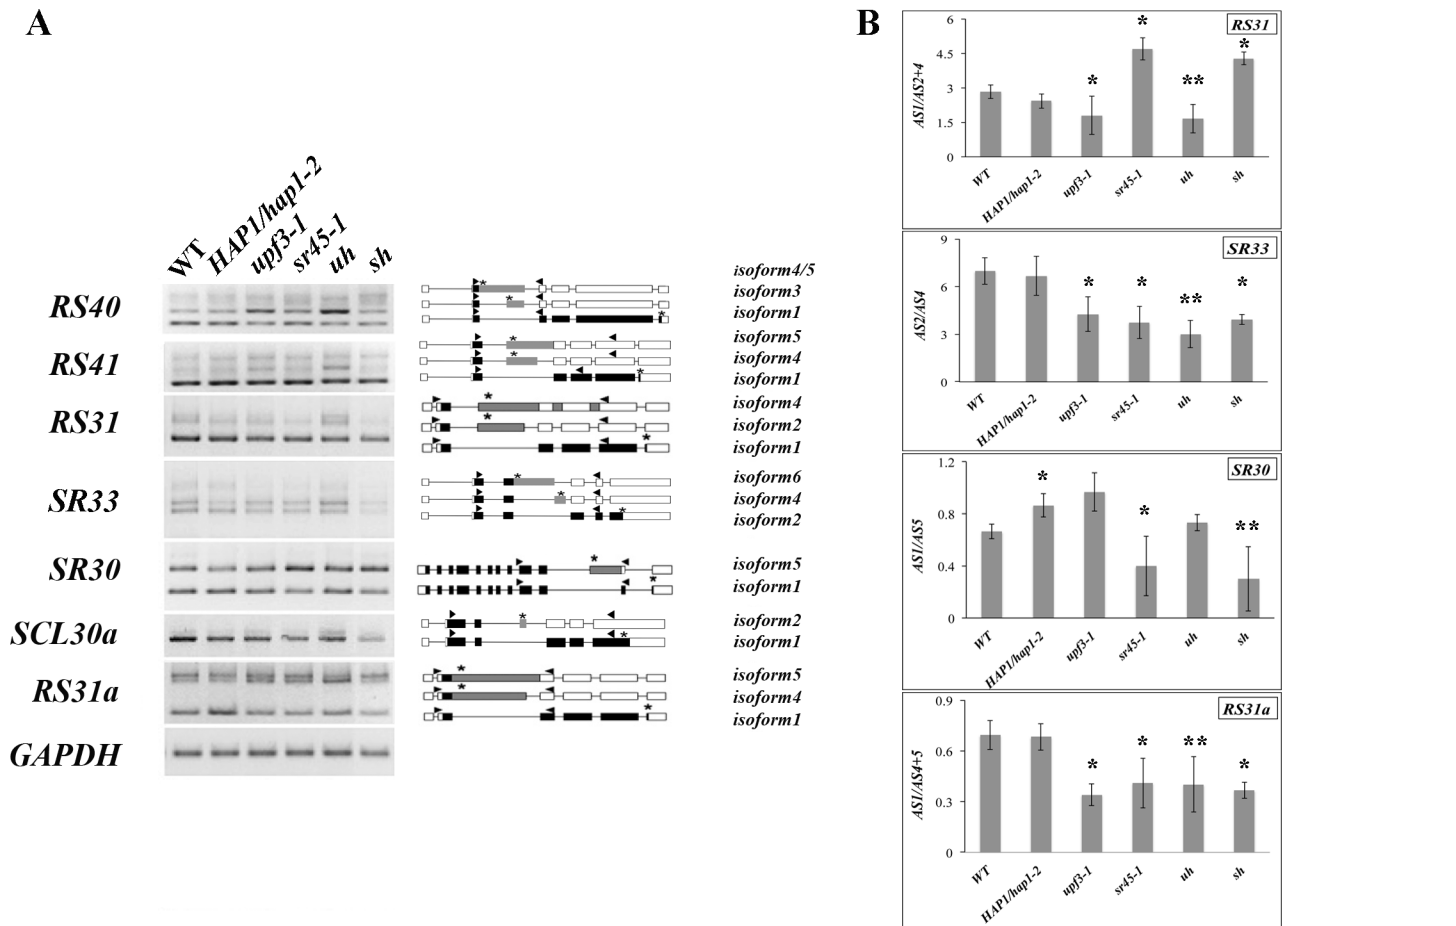 A
WT
HAP1/hap1-2
upf3-1
sr45-1
uh
sh
RS40
RS41
RS31
SR33
SR30
SCL30a
RS31a
GAPDH
isoform4/5
isoform3
isoform1
isoform5
isoform4
isoform1
isoform4
isoform2
isoform1
isoform6
isoform4
isoform2
isoform5
isoform1
isoform2
isoform1
isoform5
isoform4
isoform1
B
RS31
AS1/AS2+4
6
4.5
3
1.5
0
* ** * *
WT HAP1/hap1-2 upf3-1 sr45-1 uh sh
SR33
AS2/AS4
9
6
3
0
* * ** *
WT HAP1/hap1-2 upf3-1 sr45-1 uh sh
SR30
AS1/AS5
1.2
0.8
0.4
0
* * **
WT HAP1/hap1-2 upf3-1 sr45-1 uh sh
RS31a
AS1/AS4+5
0.9
0.6
0.3
0
* * ** *
WT HAP1/hap1-2 upf3-1 sr45-1 uh sh